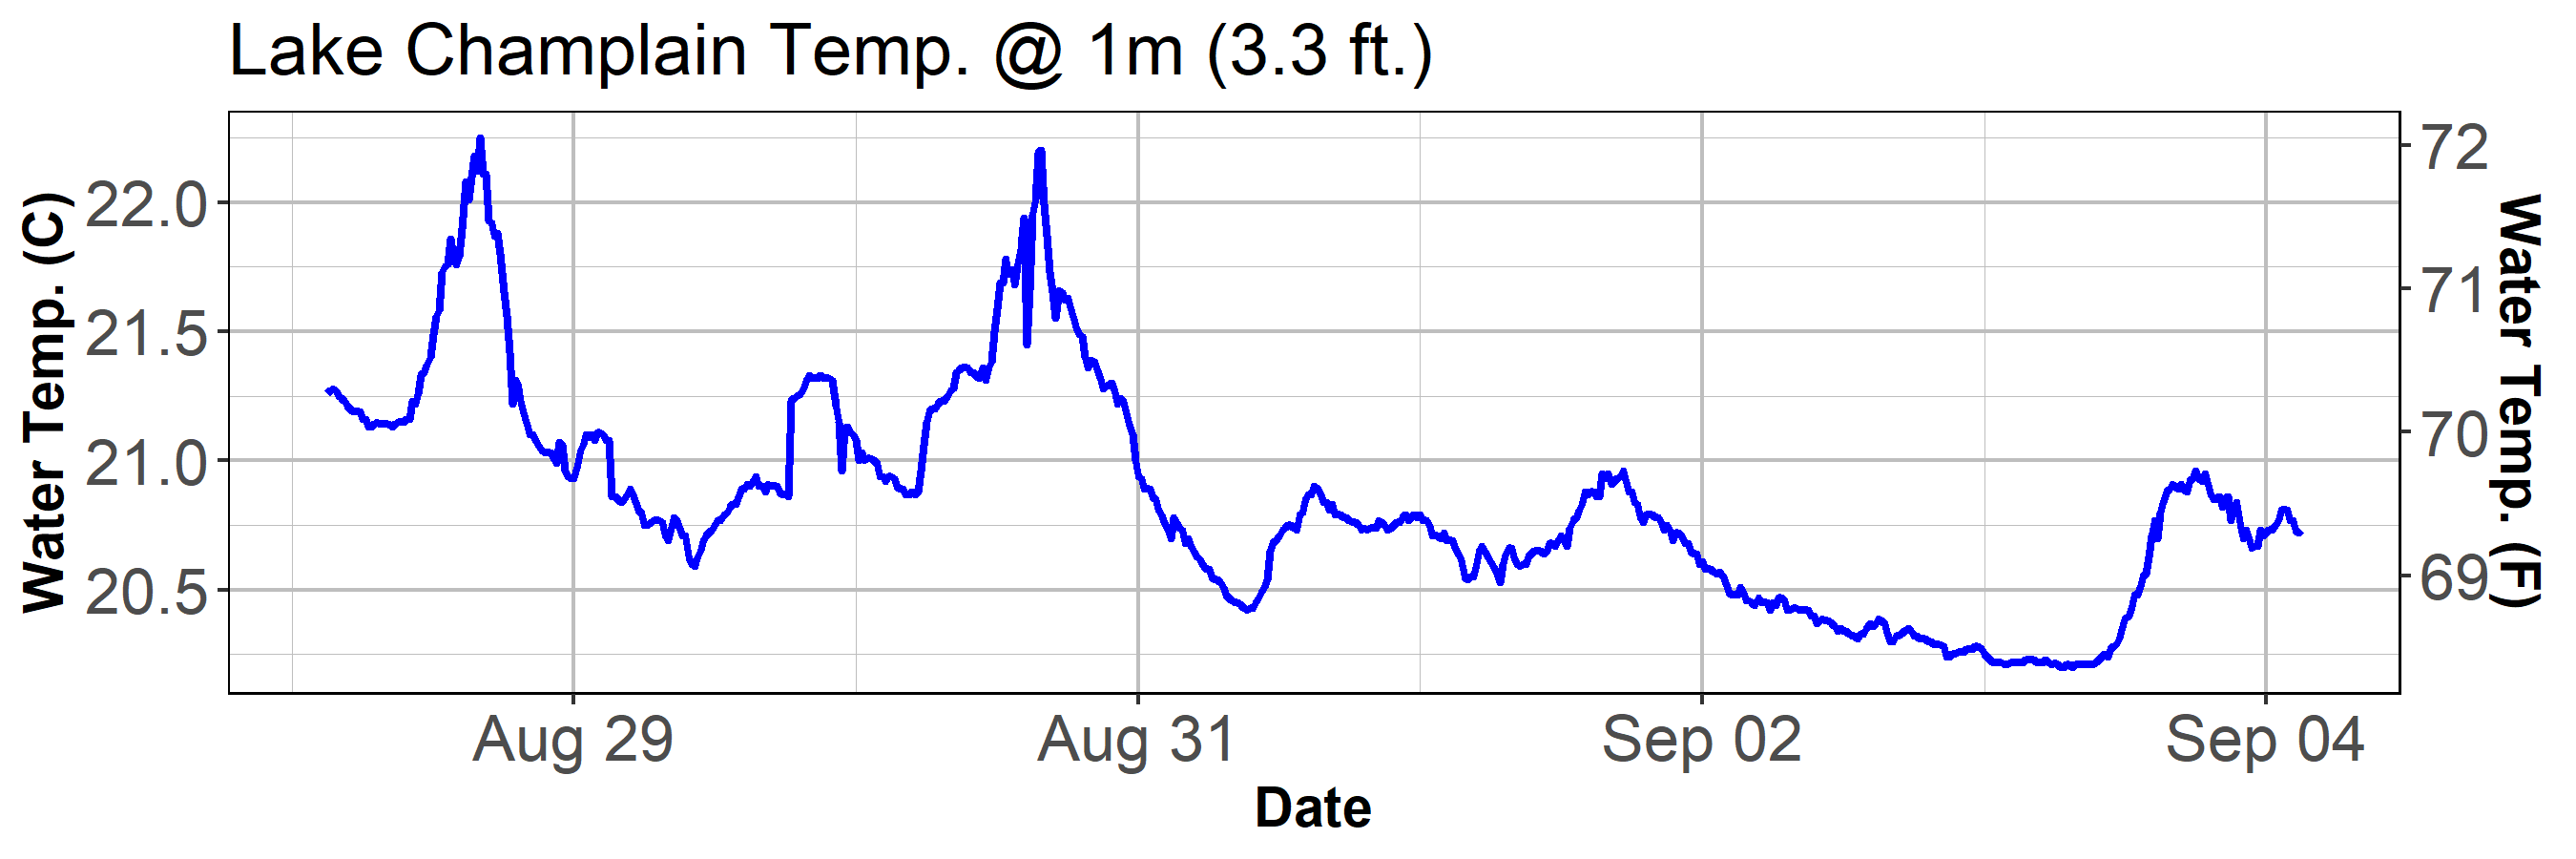 Lake Champlain Temp. @ 1m (3.3 ft.)
Water Temp. (C)
22.0
21.5
21.0
20.5
72
71
70
69
Water Temp. (F)
Aug 29
Aug 31
Sep 02
Sep 04
Date